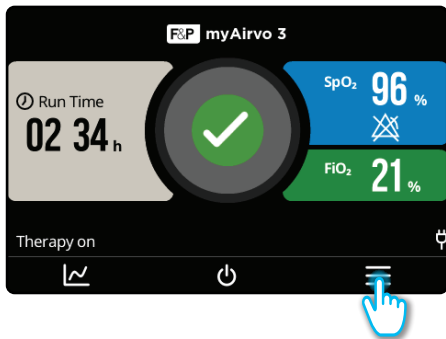 F&P myAirvo 3
Run Time
02 34 h
SpO₂ 96 %
FiO₂ 21 %
Therapy on